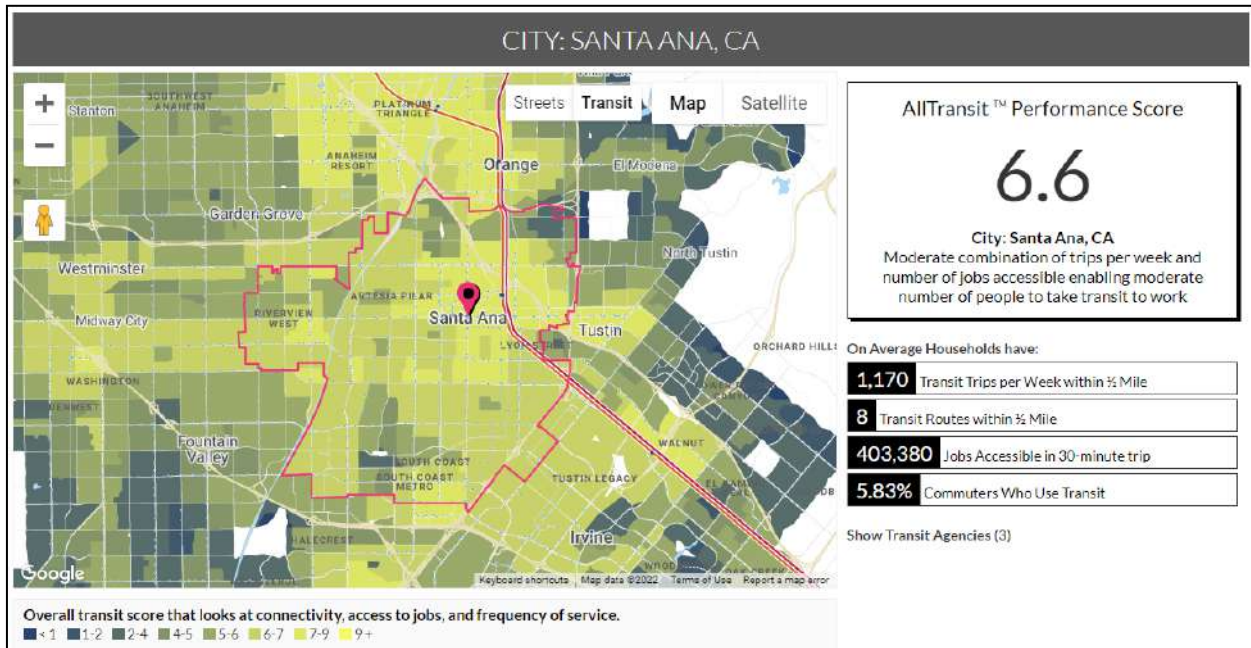 CITY: SANTA ANA, CA
Streets Transit Map Satellite
+
−
Stanton
SOUTHWEST
ANAHEIM
PLATINUM
TRIANGLE
ANAHEIM
RESORT
Orange
El Modena
Garden Grove
North Tustin
Westminster
ARTESIA PILAR
RIVERVIEW
WEST
Santa Ana
Midway City
Tustin
ORCHARD HILLS
WASHINGTON
Fountain
Valley
WALNUT
SOUTH COAST
SOUTH COAST
METRO
TUSTIN LEGACY
Irvine
HALECREST
Google
Keyboard shortcuts Map data ©2022 Terms of Use Report a map error
Overall transit score that looks at connectivity, access to jobs, and frequency of service.
< 1 1-2 2-4 4-5 5-6 6-7 7-9 9+
AllTransit ™ Performance Score
6.6
City: Santa Ana, CA
Moderate combination of trips per week and
number of jobs accessible enabling moderate
number of people to take transit to work
On Average Households have:
1,170 Transit Trips per Week within ½ Mile
8 Transit Routes within ½ Mile
403,380 Jobs Accessible in 30-minute trip
5.83% Commuters Who Use Transit
Show Transit Agencies (3)